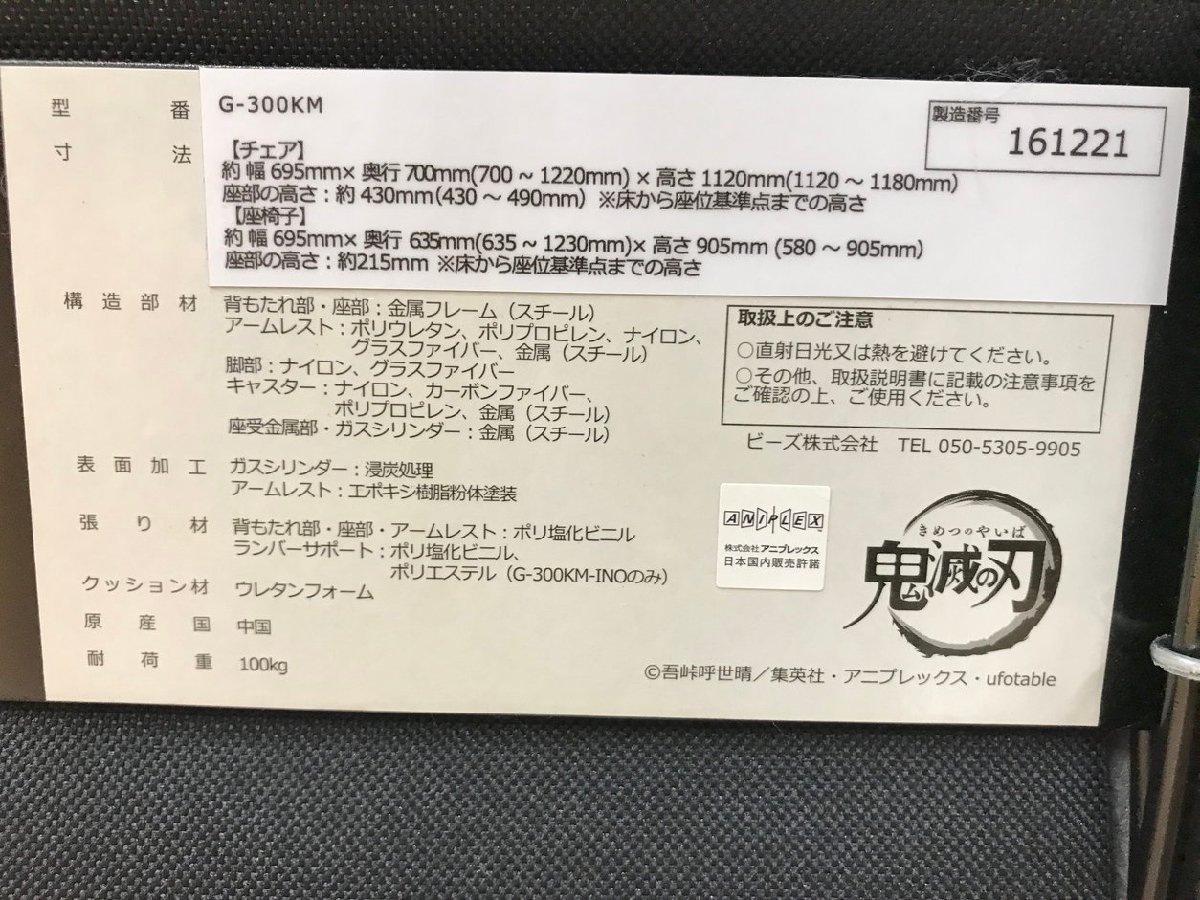 型番 G-300KM
製造番号
161221
寸法
【チェア】
約 幅 695mm× 奥行 700mm(700 ~ 1220mm) × 高さ 1120mm(1120 ～ 1180mm)
座部の高さ：約 430mm(430 ～ 490mm）※床から座位基準点までの高さ
【座椅子】
約 幅 695mm× 奥行 635mm(635 ~ 1230mm)× 高さ 905mm (580 ～ 905mm)
座部の高さ：約215mm ※床から座位基準点までの高さ
構造部材 背もたれ部・座部：金属フレーム（スチール）
アームレスト：ポリウレタン、ポリプロピレン、ナイロン、
グラスファイバー、金属（スチール）
脚部：ナイロン、グラスファイバー
キャスター：ナイロン、カーボンファイバー、
ポリプロピレン、金属（スチール）
座受金属部・ガスシリンダー：金属（スチール）
表面加工 ガスシリンダー：浸炭処理
アームレスト：エポキシ樹脂粉体塗装
張り材 背もたれ部・座部・アームレスト：ポリ塩化ビニル
ランバーサポート：ポリ塩化ビニル、
ポリエステル（G-300KM-INOのみ）
クッション材 ウレタンフォーム
原産国 中国
耐荷重 100kg
取扱上のご注意
○直射日光又は熱を避けてください。
○その他、取扱説明書に記載の注意事項を
ご確認の上、ご使用ください。
ビーズ株式会社 TEL 050-5305-9905
ANIPLEX
株式会社 アニプレックス
日本国内販売許諾
きめつのやいば
鬼滅の刃
©吾峠呼世晴／集英社・アニプレックス・ufotable